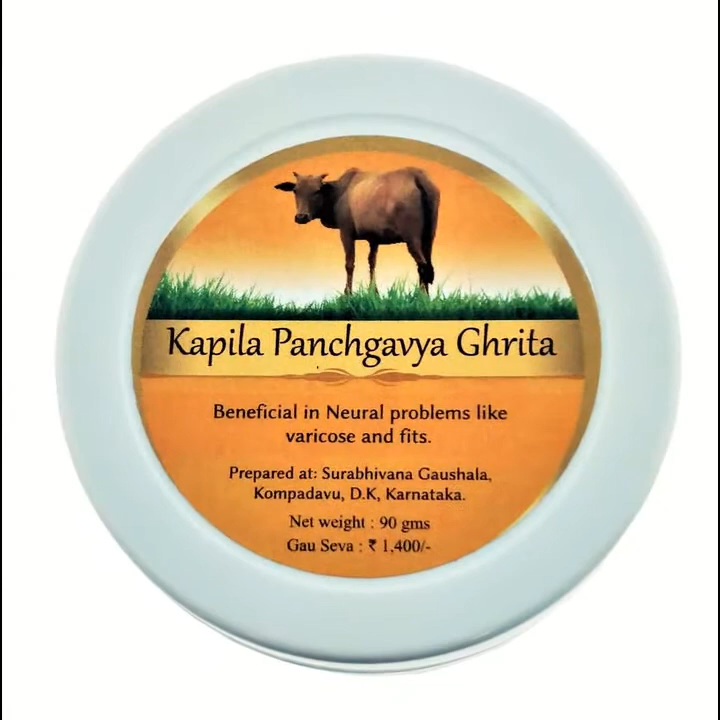 Kapila Panchgavya Ghrita
Beneficial in Neural problems like
varicose and fits.
Prepared at: Surabhivana Gaushala,
Kompadavu, D.K, Karnataka.
Net weight : 90 gms
Gau Seva : ₹ 1,400/-